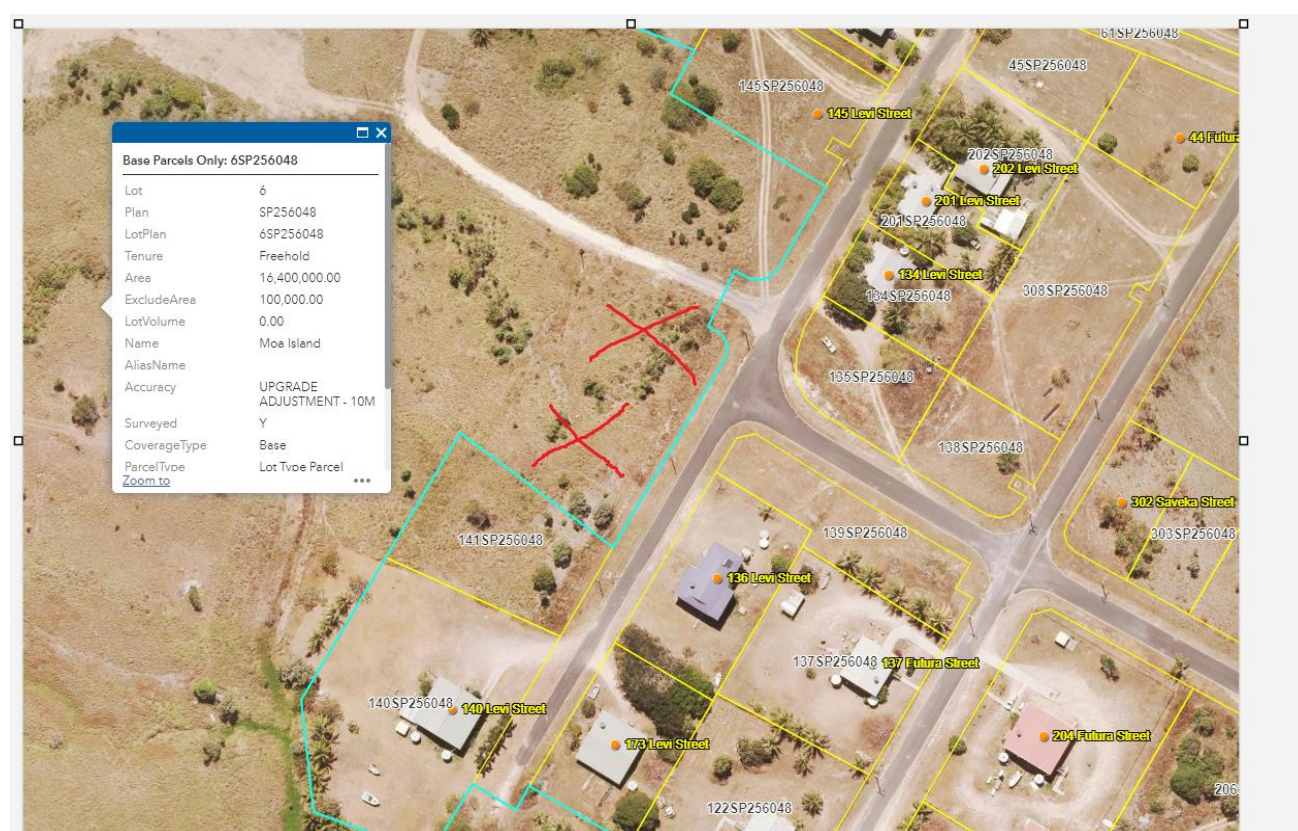 61SP256048
45SP256048
145SP256048
145 Levi Street
44 Futura
202SP256048
202 Levi Street
201 Levi Street
201SP256048
134 Levi Street
134SP256048
308SP256048
135SP256048
138SP256048
302 Saveka Street
303SP256048
139SP256048
141SP256048
136 Levi Street
137SP256048
137 Futura Street
140SP256048
140 Levi Street
173 Levi Street
204 Futura Street
206
122SP256048
Base Parcels Only: 6SP256048
Lot 6
Plan SP256048
LotPlan 6SP256048
Tenure Freehold
Area 16,400,000.00
ExcludeArea 100,000.00
LotVolume 0.00
Name Moa Island
AliasName
Accuracy UPGRADE
ADJUSTMENT - 10M
Surveyed Y
CoverageType Base
ParcelType Lot Type Parcel
Zoom to